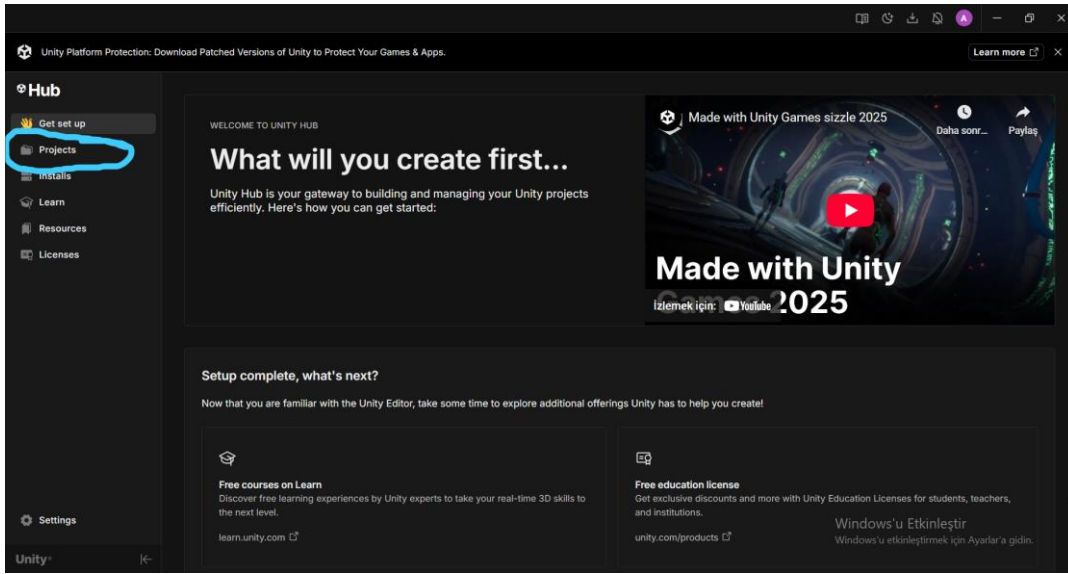 A
Unity Platform Protection: Download Patched Versions of Unity to Protect Your Games & Apps.
Learn more
Hub
Get set up
Projects
Installs
Learn
Resources
Licenses
Settings
Unity
WELCOME TO UNITY HUB
What will you create first...
Unity Hub is your gateway to building and managing your Unity projects
efficiently. Here's how you can get started:
Made with Unity Games sizzle 2025
Daha sonr...
Paylaş
Made with Unity
Games 2025
İzlemek için: YouTube
Setup complete, what's next?
Now that you are familiar with the Unity Editor, take some time to explore additional offerings Unity has to help you create!
Free courses on Learn
Discover free learning experiences by Unity experts to take your real-time 3D skills to
the next level.
learn.unity.com
Free education license
Get exclusive discounts and more with Unity Education Licenses for students, teachers,
and institutions.
unity.com/products
Windows'u Etkinleştir
Windows'u etkinleştirmek için Ayarlar'a gidin.